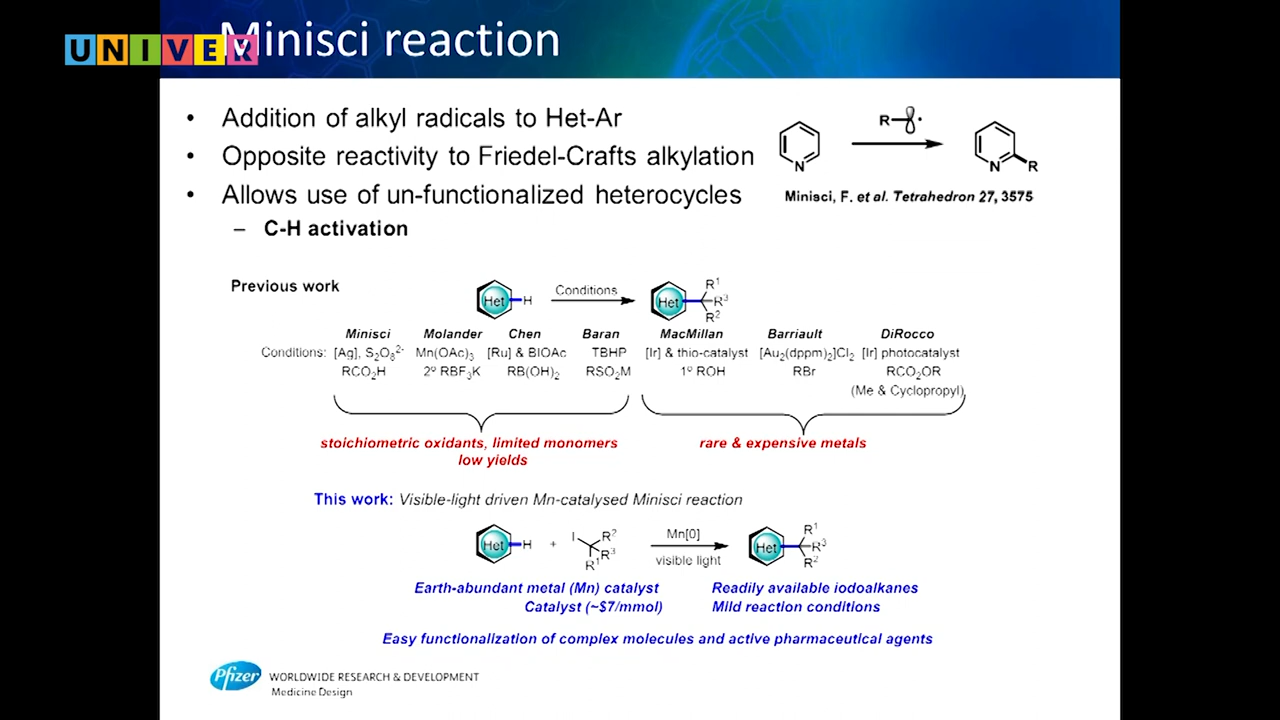 UNIVER
Minisci reaction
• Addition of alkyl radicals to Het-Ar
• Opposite reactivity to Friedel-Crafts alkylation
• Allows use of un-functionalized heterocycles
– C-H activation
R
N
N
R
Minisci, F. et al. Tetrahedron 27, 3575
Previous work
Het H
Conditions
Het R¹ R³ R²
Minisci Molander Chen Baran MacMillan Barriault DiRocco
Conditions: [Ag], S₂O₈²⁻ Mn(OAc)₃ [Ru] & BIOAc TBHP [Ir] & thio-catalyst [Au₂(dppm)₂]Cl₂ [Ir] photocatalyst
RCO₂H 2º RBF₃K RB(OH)₂ RSO₂M 1º ROH RBr RCO₂OR
(Me & Cyclopropyl)
stoichiometric oxidants, limited monomers
low yields
rare & expensive metals
This work: Visible-light driven Mn-catalysed Minisci reaction
Het H + I R² R³ R¹
Mn[0]
visible light
Het R¹ R³ R²
Earth-abundant metal (Mn) catalyst
Catalyst (~$7/mmol)
Readily available iodoalkanes
Mild reaction conditions
Easy functionalization of complex molecules and active pharmaceutical agents
Pfizer WORLDWIDE RESEARCH & DEVELOPMENT
Medicine Design